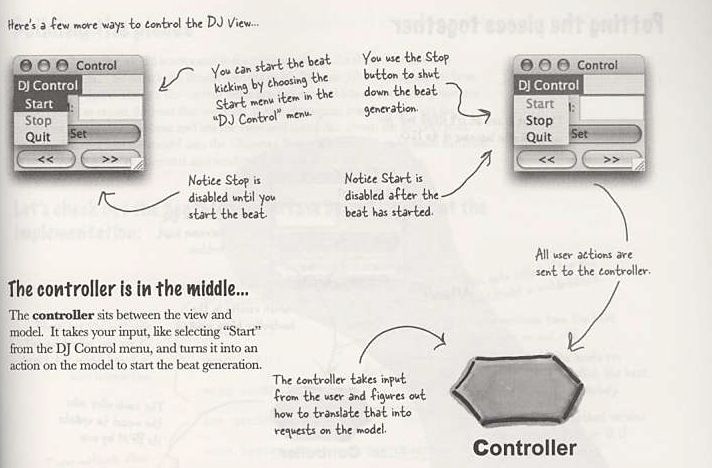 Here's a few more ways to control the DJ View...
Control
DJ Control
Start
Stop
Quit
Set
<<
>>
You can start the beat
kicking by choosing the
Start menu item in the
"DJ Control" menu.
You use the Stop
button to shut
down the beat
generation.
Control
DJ Control
Start
Stop
Quit
Set
<<
>>
Notice Stop is
disabled until you
start the beat.
Notice Start is
disabled after the
beat has started.
All user actions are
sent to the controller.
The controller is in the middle...
The controller sits between the view and
model. It takes your input, like selecting "Start"
from the DJ Control menu, and turns it into an
action on the model to start the beat generation.
The controller takes input
from the user and figures out
how to translate that into
requests on the model.
Controller